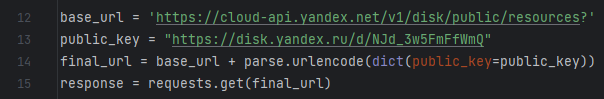 12 base_url = 'https://cloud-api.yandex.net/v1/disk/public/resources?'
13 public_key = "https://disk.yandex.ru/d/NJd_3w5FmFfWmQ"
14 final_url = base_url + parse.urlencode(dict(public_key=public_key))
15 response = requests.get(final_url)